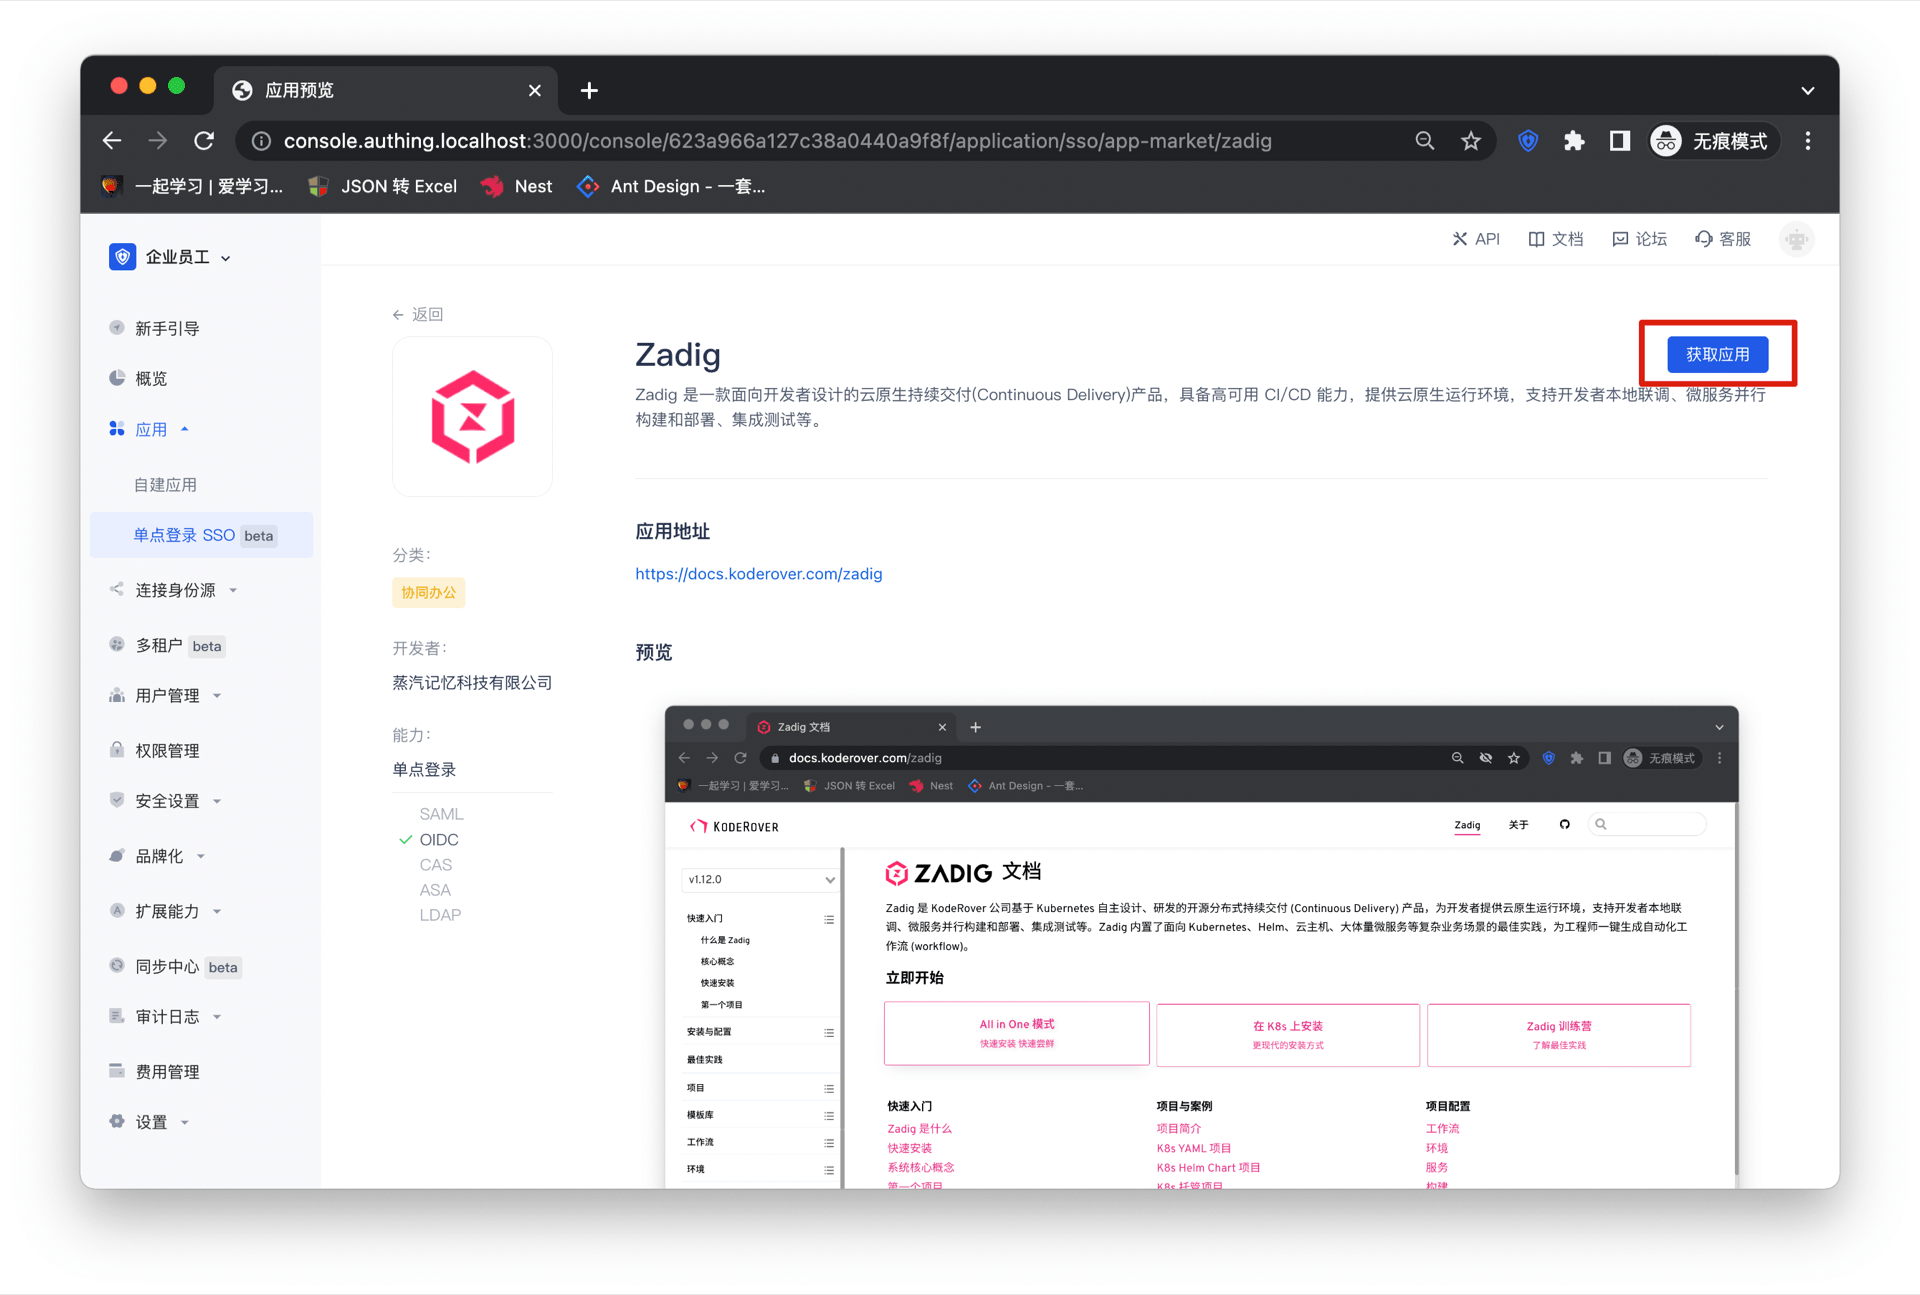 应用预览
console.authing.localhost:3000/console/623a966a127c38a0440a9f8f/application/sso/app-market/zadig
无痕模式
一起学习 | 爱学习...
JSON 转 Excel
Nest
Ant Design - 一套...
企业员工
API
文档
论坛
客服
新手引导
概览
应用
自建应用
单点登录 SSO beta
连接身份源
多租户 beta
用户管理
权限管理
安全设置
品牌化
扩展能力
同步中心 beta
审计日志
费用管理
设置
返回
分类：
协同办公
开发者：
蒸汽记忆科技有限公司
能力：
单点登录
SAML
OIDC
CAS
ASA
LDAP
Zadig
获取应用
Zadig 是一款面向开发者设计的云原生持续交付(Continuous Delivery)产品，具备高可用 CI/CD 能力，提供云原生运行环境，支持开发者本地联调、微服务并行
构建和部署、集成测试等。
应用地址
https://docs.koderover.com/zadig
预览
Zadig 文档
docs.koderover.com/zadig
无痕模式
一起学习 | 爱学习...
JSON 转 Excel
Nest
Ant Design - 一套...
KODEROVER
Zadig
关于
v1.12.0
快速入门
什么是 Zadig
核心概念
快速安装
第一个项目
安装与配置
最佳实践
项目
模板库
工作流
环境
ZADIG 文档
Zadig 是 KodeRover 公司基于 Kubernetes 自主设计、研发的开源分布式持续交付 (Continuous Delivery) 产品，为开发者提供云原生运行环境，支持开发者本地联
调、微服务并行构建和部署、集成测试等。Zadig 内置了面向 Kubernetes、Helm、云主机、大体量微服务等复杂业务场景的最佳实践，为工程师一键生成自动化工
作流 (workflow)。
立即开始
All in One 模式
快速安装 快速尝鲜
在 K8s 上安装
更现代的安装方式
Zadig 训练营
了解最佳实践
快速入门
Zadig 是什么
快速安装
系统核心概念
第一个项目
项目与案例
项目简介
K8s YAML 项目
K8s Helm Chart 项目
K8s 托管项目
项目配置
工作流
环境
服务
构建